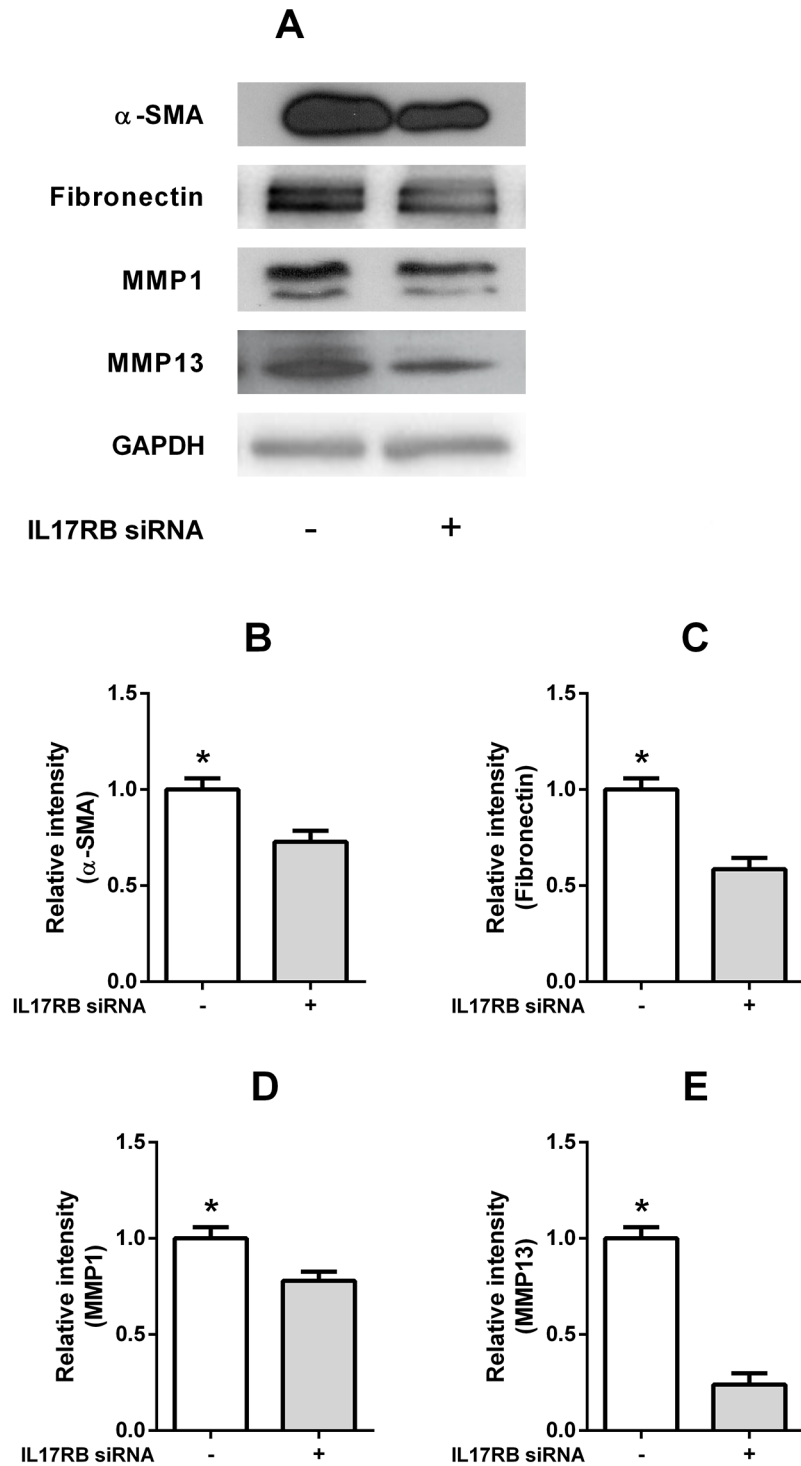 A
α-SMA
Fibronectin
MMP1
MMP13
GAPDH
IL17RB siRNA - +
B
1.5
1.0
0.5
0.0
Relative intensity
(α-SMA)
*
IL17RB siRNA - +
C
1.5
1.0
0.5
0.0
Relative intensity
(Fibronectin)
*
IL17RB siRNA - +
D
1.5
1.0
0.5
0.0
Relative intensity
(MMP1)
*
IL17RB siRNA - +
E
1.5
1.0
0.5
0.0
Relative intensity
(MMP13)
*
IL17RB siRNA - +